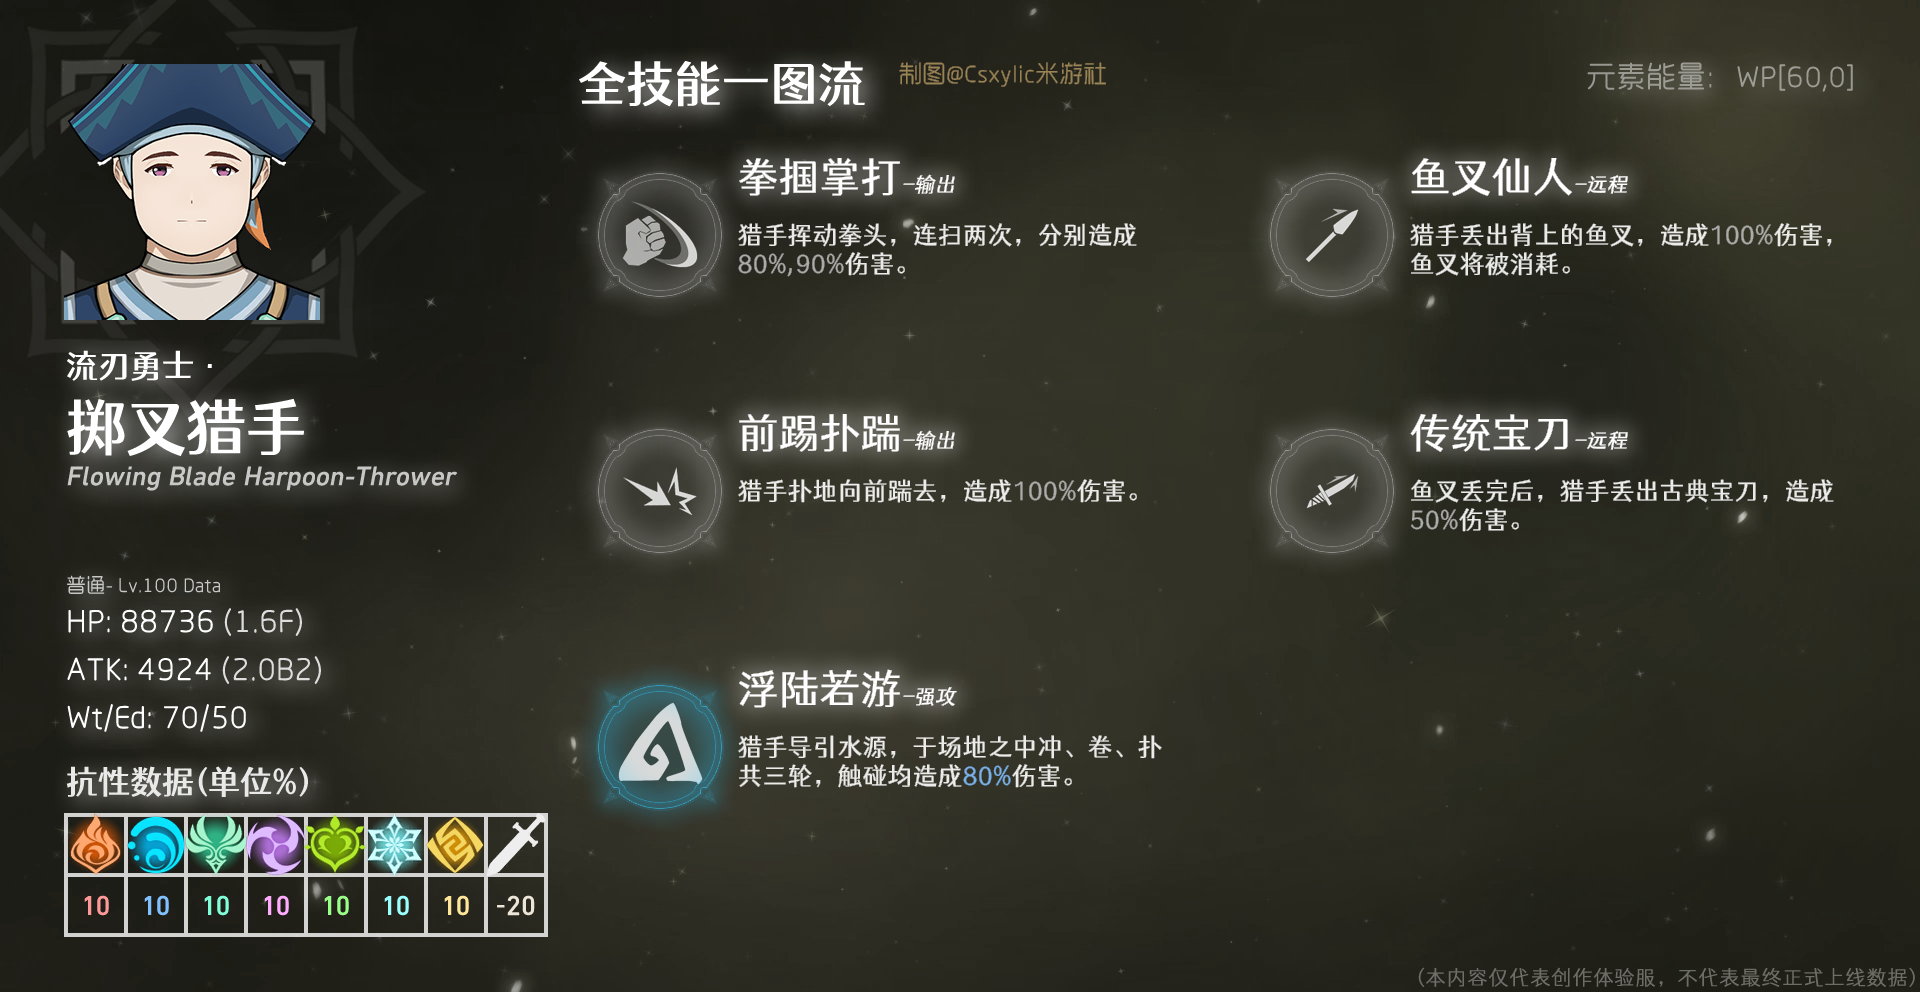 全技能一图流
制图@Csxylic米游社
元素能量： WP[60,0]
流刃勇士·
掷叉猎手
Flowing Blade Harpoon-Thrower
普通- Lv.100 Data
HP: 88736 (1.6F)
ATK: 4924 (2.0B2)
Wt/Ed: 70/50
抗性数据(单位%)
10 10 10 10 10 10 10 -20
拳掴掌打-输出
猎手挥动拳头，连扫两次，分别造成
80%,90%伤害。
鱼叉仙人-远程
猎手丢出背上的鱼叉，造成100%伤害，
鱼叉将被消耗。
前踢扑踹-输出
猎手扑地向前踹去，造成100%伤害。
传统宝刀-远程
鱼叉丢完后，猎手丢出古典宝刀，造成
50%伤害。
浮陆若游-强攻
猎手导引水源，于场地之中冲、卷、扑
共三轮，触碰均造成80%伤害。
(本内容仅代表创作体验服，不代表最终正式上线数据)